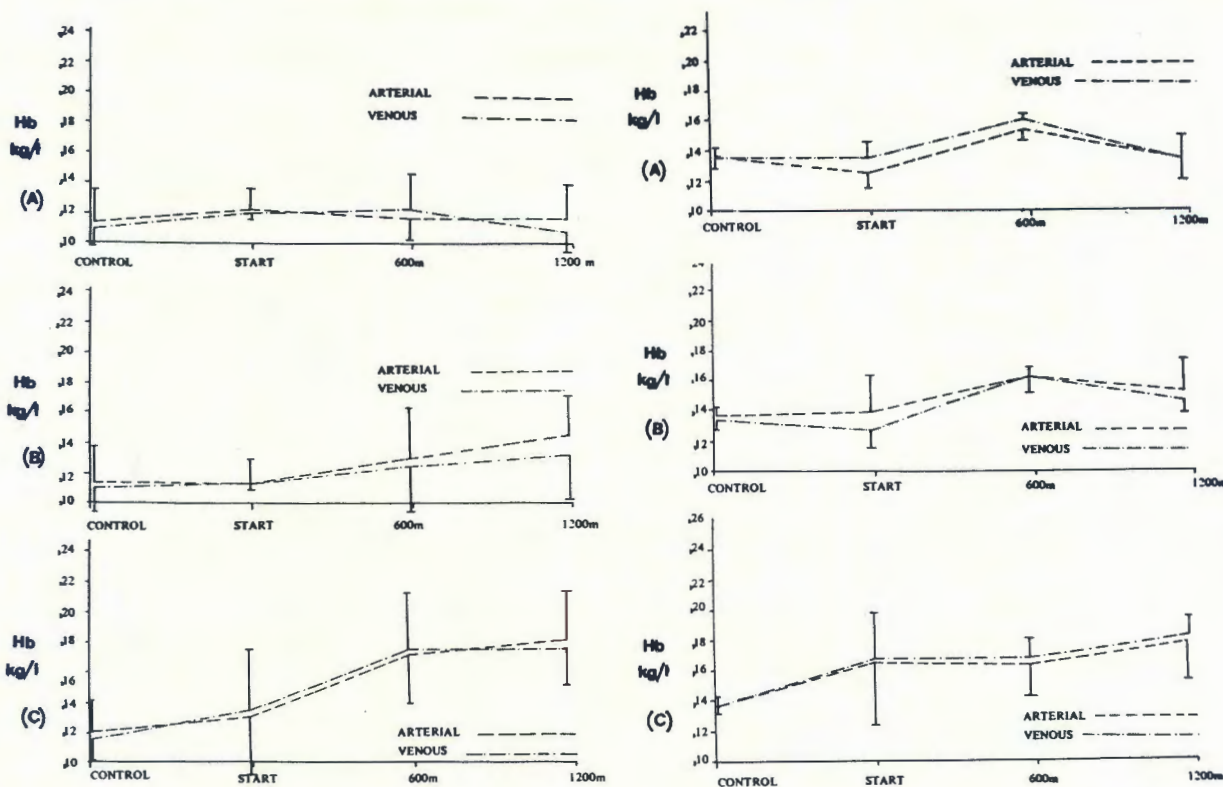 ,24
,22
,20
,18
,16
,14
,12
,10
Hb
kg/l
(A)
ARTERIAL
VENOUS
CONTROL START 600m 1200 m
,22
,20
,18
,16
,14
,12
,10
Hb
kg/l
(A)
ARTERIAL
VENOUS
CONTROL START 600m 1200m
,24
,22
,20
,18
,16
,14
,12
,10
Hb
kg/l
(B)
ARTERIAL
VENOUS
CONTROL START 600m 1200m
,24
,22
,20
,18
,16
,14
,12
,10
Hb
kg/l
(B)
ARTERIAL
VENOUS
CONTROL START 600m 1200m
,24
,22
,20
,18
,16
,14
,12
,10
Hb
kg/l
(C)
ARTERIAL
VENOUS
CONTROL START 600m 1200m
,26
,24
,22
,20
,18
,16
,14
,12
,10
Hb
kg/l
(C)
ARTERIAL
VENOUS
CONTROL START 600m 1200m